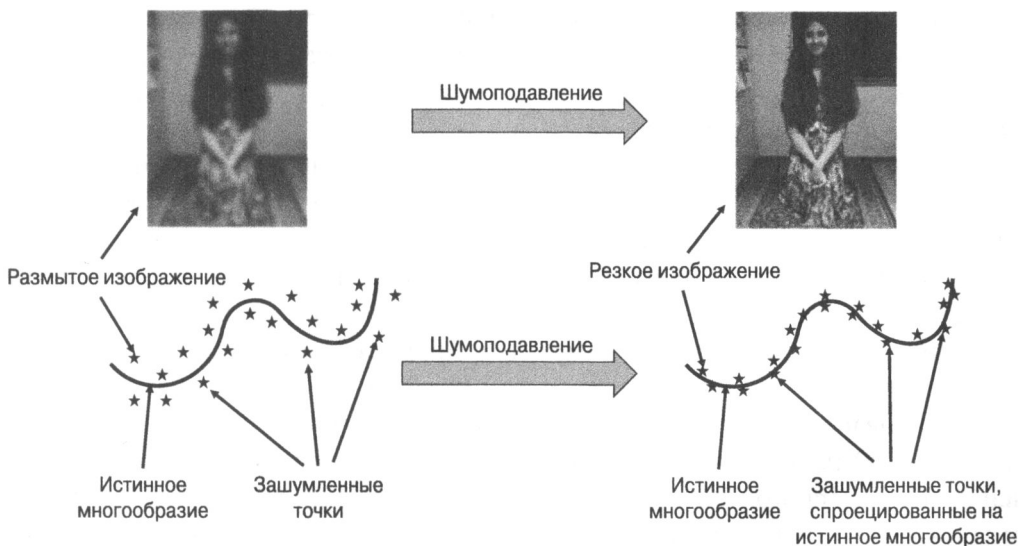 Шумоподавление
Размытое изображение
Резкое изображение
Шумоподавление
Истинное
многообразие
Зашумленные
точки
Истинное
многообразие
Зашумленные точки,
спроецированные на
истинное многообразие